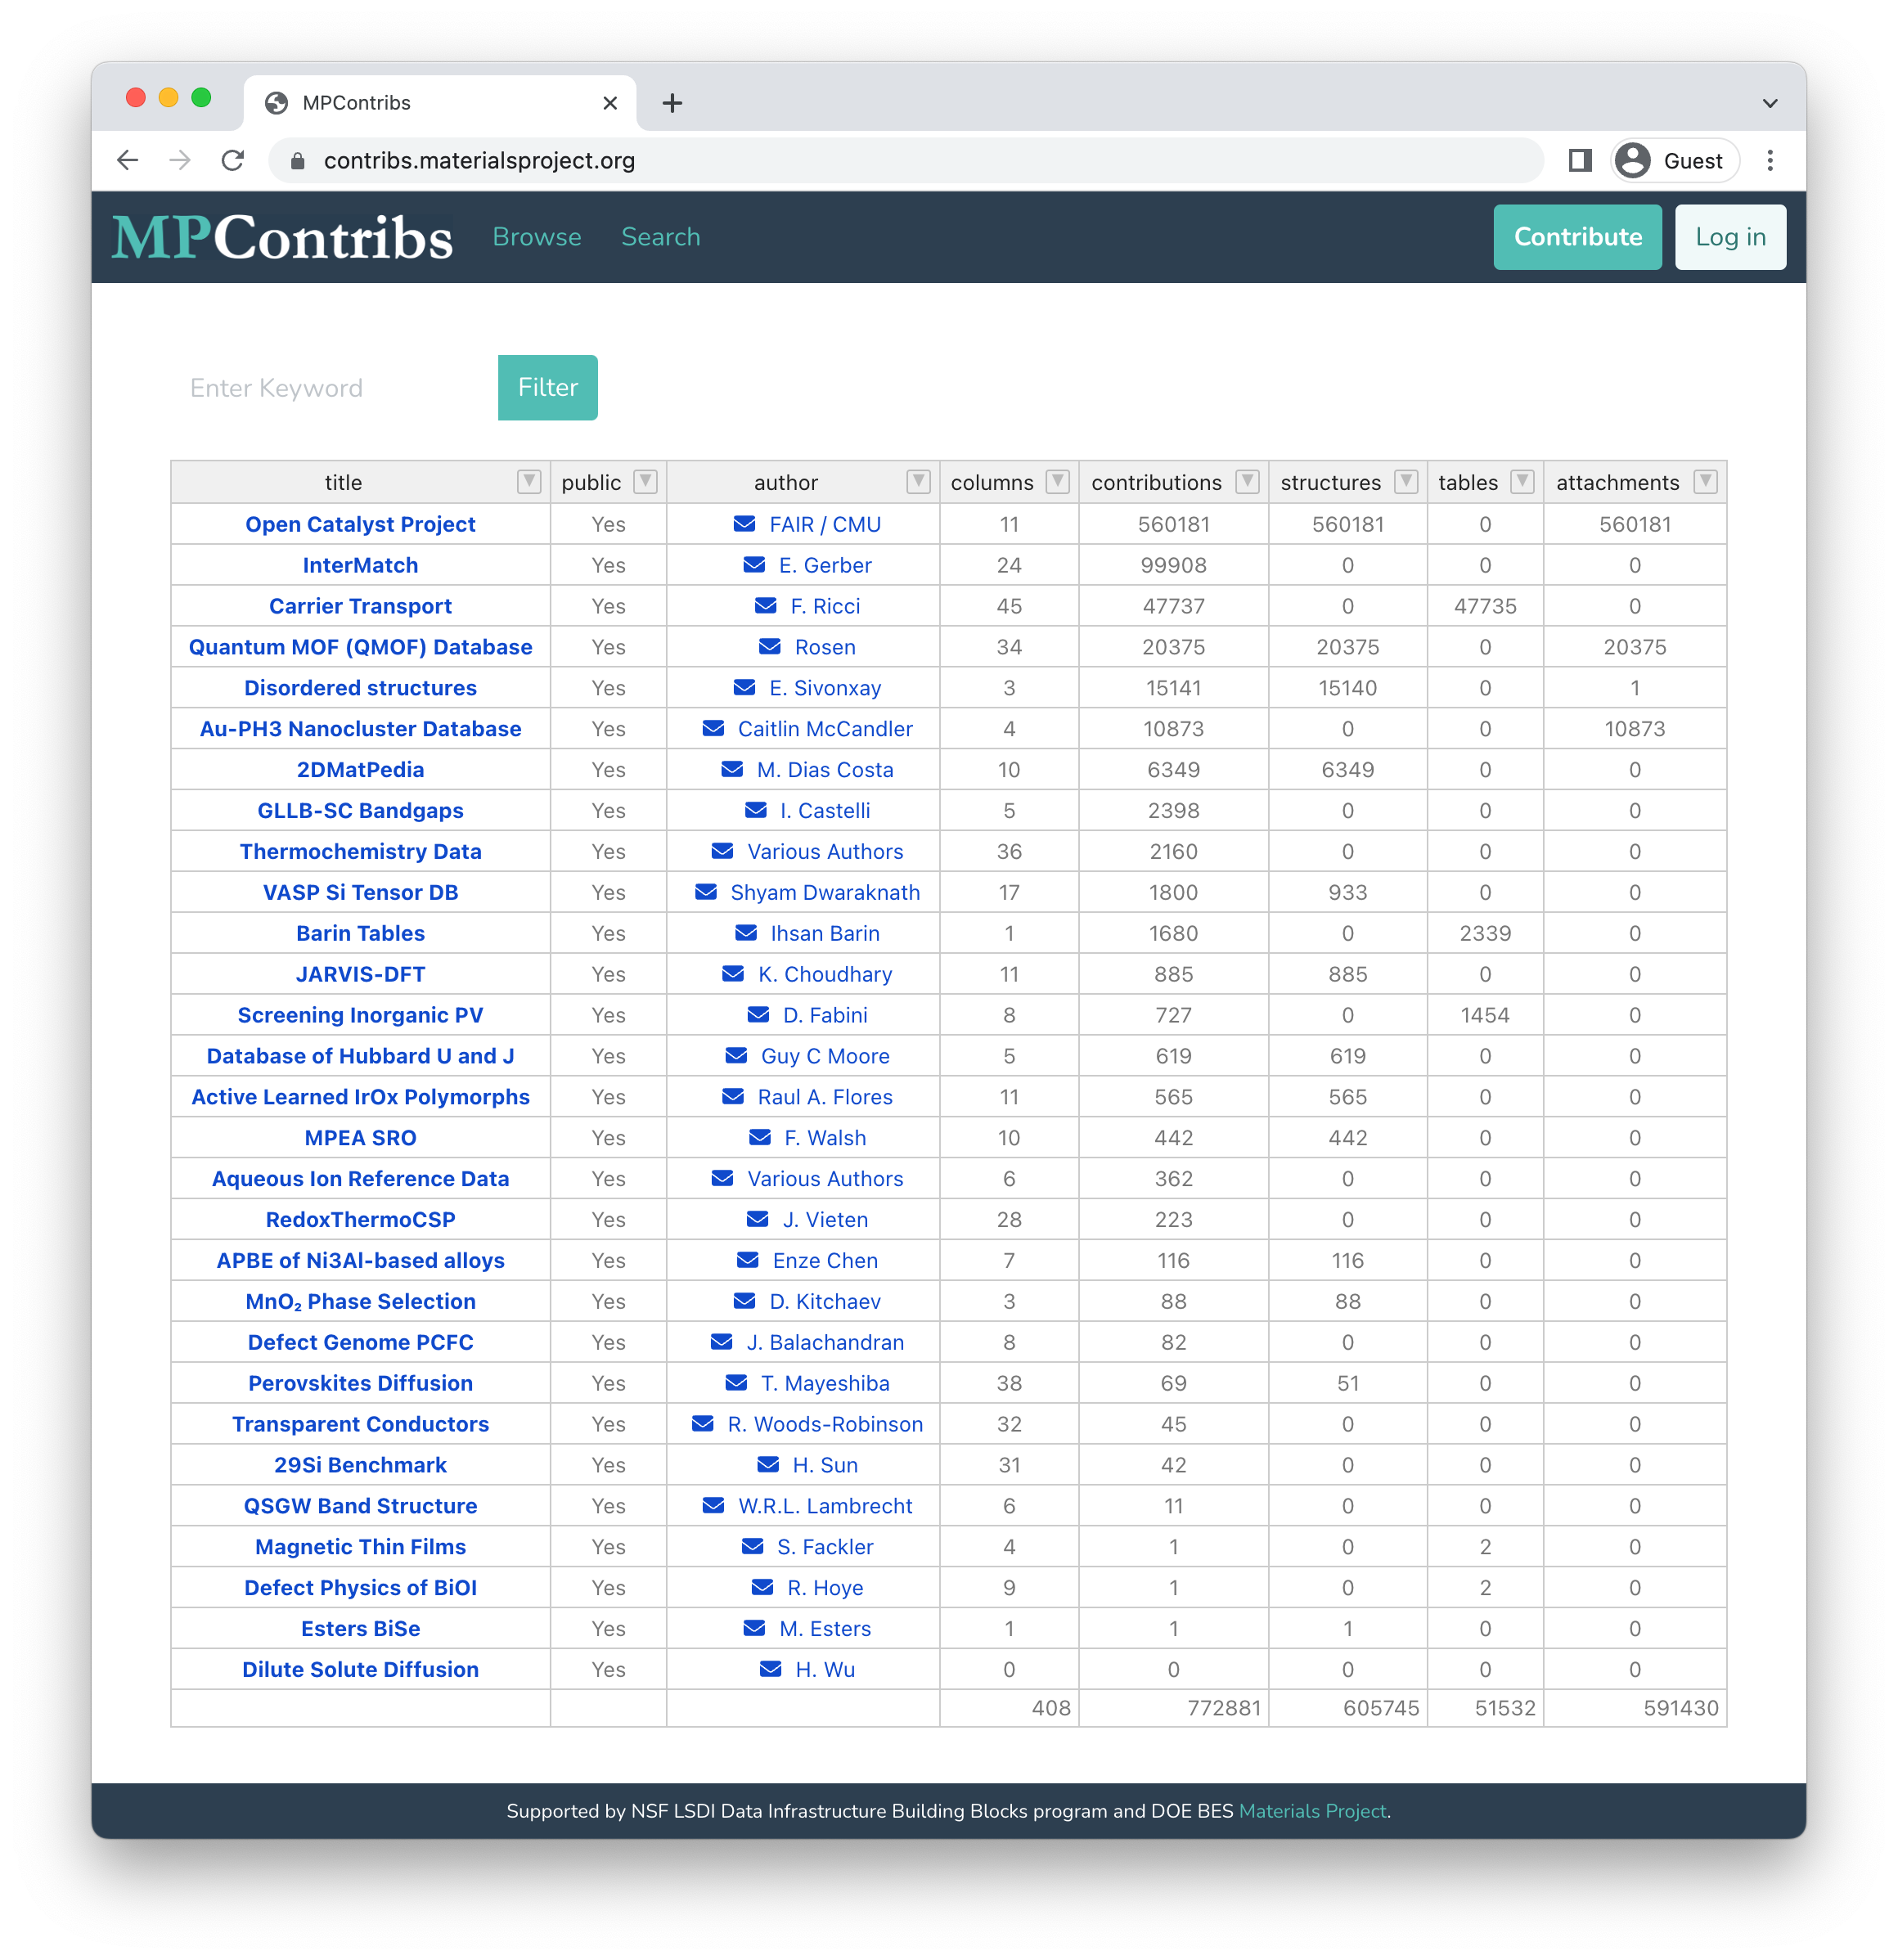 MPContribs
contribs.materialsproject.org Guest
MPContribs Browse Search Contribute Log in
Enter Keyword Filter
title public author columns contributions structures tables attachments
Open Catalyst Project Yes FAIR / CMU 11 560181 560181 0 560181
InterMatch Yes E. Gerber 24 99908 0 0 0
Carrier Transport Yes F. Ricci 45 47737 0 47735 0
Quantum MOF (QMOF) Database Yes Rosen 34 20375 20375 0 20375
Disordered structures Yes E. Sivonxay 3 15141 15140 0 1
Au-PH3 Nanocluster Database Yes Caitlin McCandler 4 10873 0 0 10873
2DMatPedia Yes M. Dias Costa 10 6349 6349 0 0
GLLB-SC Bandgaps Yes I. Castelli 5 2398 0 0 0
Thermochemistry Data Yes Various Authors 36 2160 0 0 0
VASP Si Tensor DB Yes Shyam Dwaraknath 17 1800 933 0 0
Barin Tables Yes Ihsan Barin 1 1680 0 2339 0
JARVIS-DFT Yes K. Choudhary 11 885 885 0 0
Screening Inorganic PV Yes D. Fabini 8 727 0 1454 0
Database of Hubbard U and J Yes Guy C Moore 5 619 619 0 0
Active Learned IrOx Polymorphs Yes Raul A. Flores 11 565 565 0 0
MPEA SRO Yes F. Walsh 10 442 442 0 0
Aqueous Ion Reference Data Yes Various Authors 6 362 0 0 0
RedoxThermoCSP Yes J. Vieten 28 223 0 0 0
APBE of Ni3Al-based alloys Yes Enze Chen 7 116 116 0 0
MnO₂ Phase Selection Yes D. Kitchaev 3 88 88 0 0
Defect Genome PCFC Yes J. Balachandran 8 82 0 0 0
Perovskites Diffusion Yes T. Mayeshiba 38 69 51 0 0
Transparent Conductors Yes R. Woods-Robinson 32 45 0 0 0
29Si Benchmark Yes H. Sun 31 42 0 0 0
QSGW Band Structure Yes W.R.L. Lambrecht 6 11 0 0 0
Magnetic Thin Films Yes S. Fackler 4 1 0 2 0
Defect Physics of BiOI Yes R. Hoye 9 1 0 2 0
Esters BiSe Yes M. Esters 1 1 1 0 0
Dilute Solute Diffusion Yes H. Wu 0 0 0 0 0
408 772881 605745 51532 591430
Supported by NSF LSDI Data Infrastructure Building Blocks program and DOE BES Materials Project.